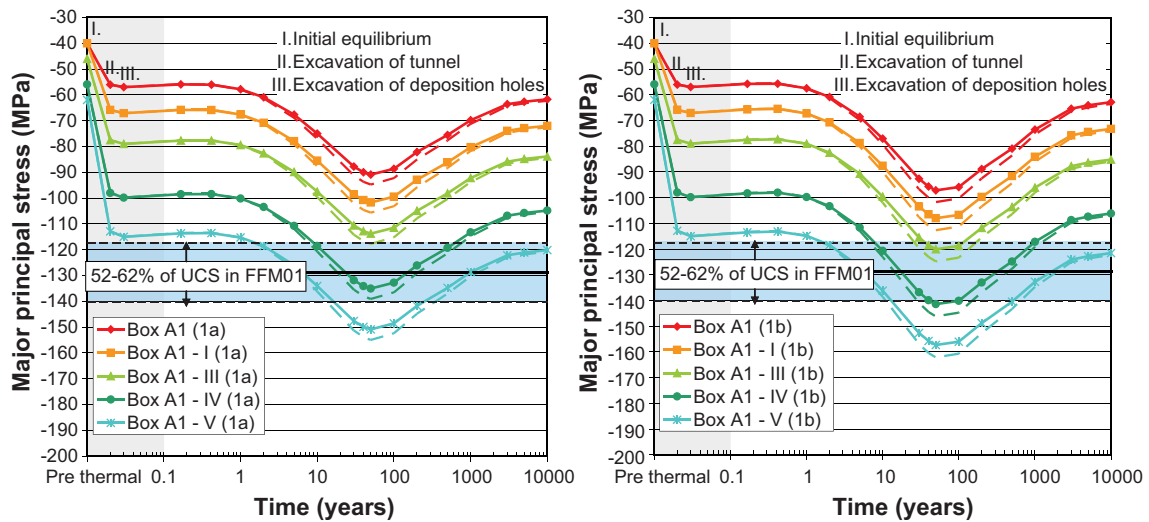 -30
-40
-50
-60
-70
-80
-90
-100
-110
-120
-130
-140
-150
-160
-170
-180
-190
-200
Major principal stress (MPa)
I.
II.
III.
I.Initial equilibrium
II.Excavation of tunnel
III.Excavation of deposition holes
52-62% of UCS in FFM01
Box A1 (1a)
Box A1 - I (1a)
Box A1 - III (1a)
Box A1 - IV (1a)
Box A1 - V (1a)
Pre thermal 0.1 1 10 100 1000 10000
Time (years)
-30
-40
-50
-60
-70
-80
-90
-100
-110
-120
-130
-140
-150
-160
-170
-180
-190
-200
Major principal stress (MPa)
I.
II.
III.
I.Initial equilibrium
II.Excavation of tunnel
III.Excavation of deposition holes
52-62% of UCS in FFM01
Box A1 (1b)
Box A1 - I (1b)
Box A1 - III (1b)
Box A1 - IV (1b)
Box A1 - V (1b)
Pre thermal 0.1 1 10 100 1000 10000
Time (years)